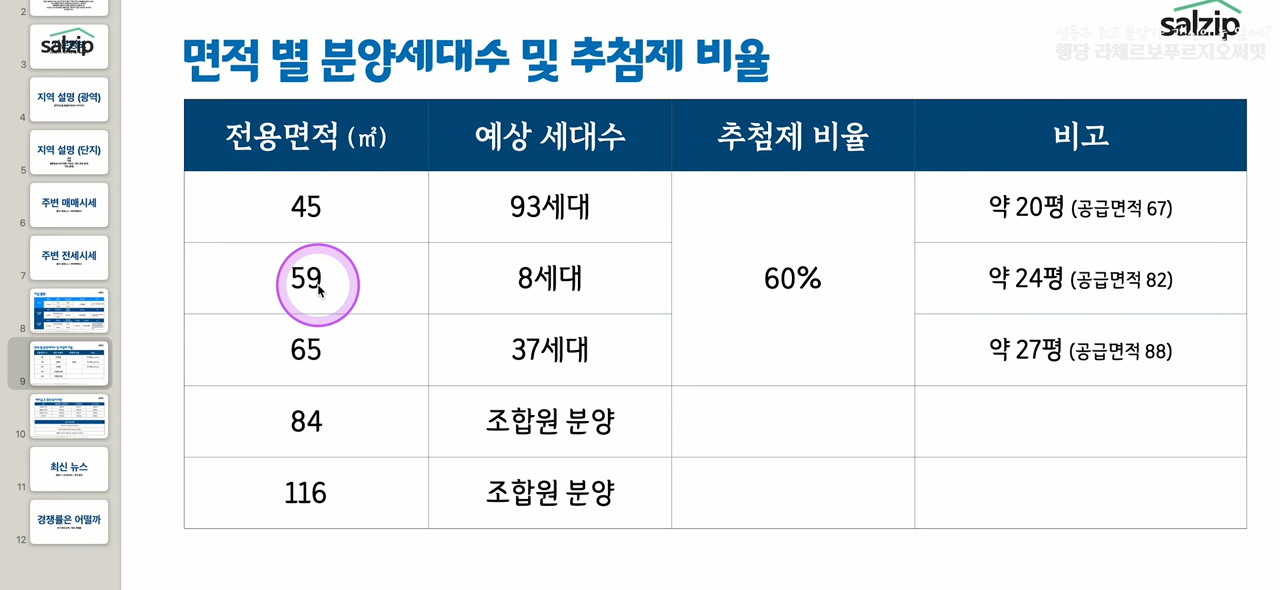 2
3
salzip
4
지역 설명 (광역)
5
지역 설명 (단지)
6
주변 매매시세
7
주변 전세시세
8
9
10
11
최신 뉴스
12
경쟁률은 어떨까
salzip
행당 라체르보푸르지오써밋
면적 별 분양세대수 및 추첨제 비율
전용면적 (㎡) 예상 세대수 추첨제 비율 비고
45 93세대 약 20평 (공급면적 67)
59 8세대 60% 약 24평 (공급면적 82)
65 37세대 약 27평 (공급면적 88)
84 조합원 분양
116 조합원 분양